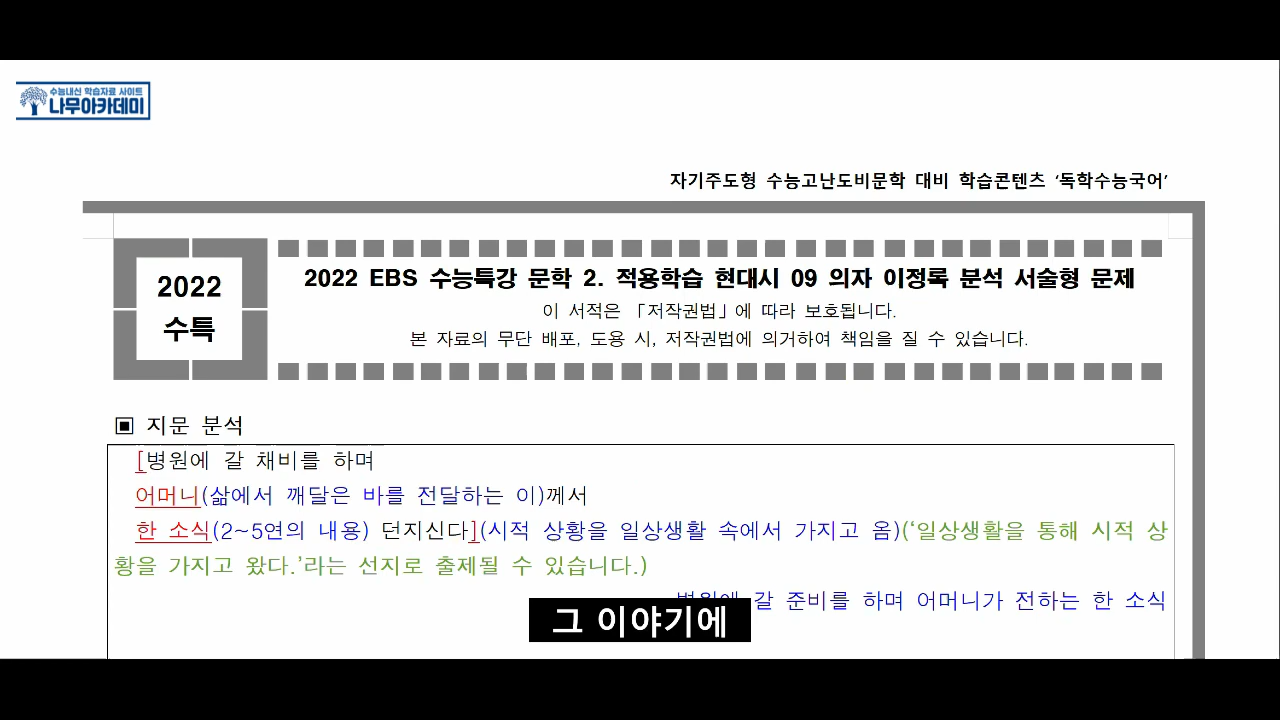 수능내신 학습자료 사이트
나무아카데미
자기주도형 수능고난도비문학 대비 학습콘텐츠 ‘독학수능국어’
2022
수특
2022 EBS 수능특강 문학 2. 적용학습 현대시 09 의자 이정록 분석 서술형 문제
이 서적은 「저작권법」에 따라 보호됩니다.
본 자료의 무단 배포, 도용 시, 저작권법에 의거하여 책임을 질 수 있습니다.
▣ 지문 분석
[병원에 갈 채비를 하며
어머니(삶에서 깨달은 바를 전달하는 이)께서
한 소식(2~5연의 내용) 던지신다](시적 상황을 일상생활 속에서 가지고 옴)(‘일상생활을 통해 시적 상
황을 가지고 왔다.’라는 선지로 출제될 수 있습니다.)
갈 준비를 하며 어머니가 전하는 한 소식
그 이야기에